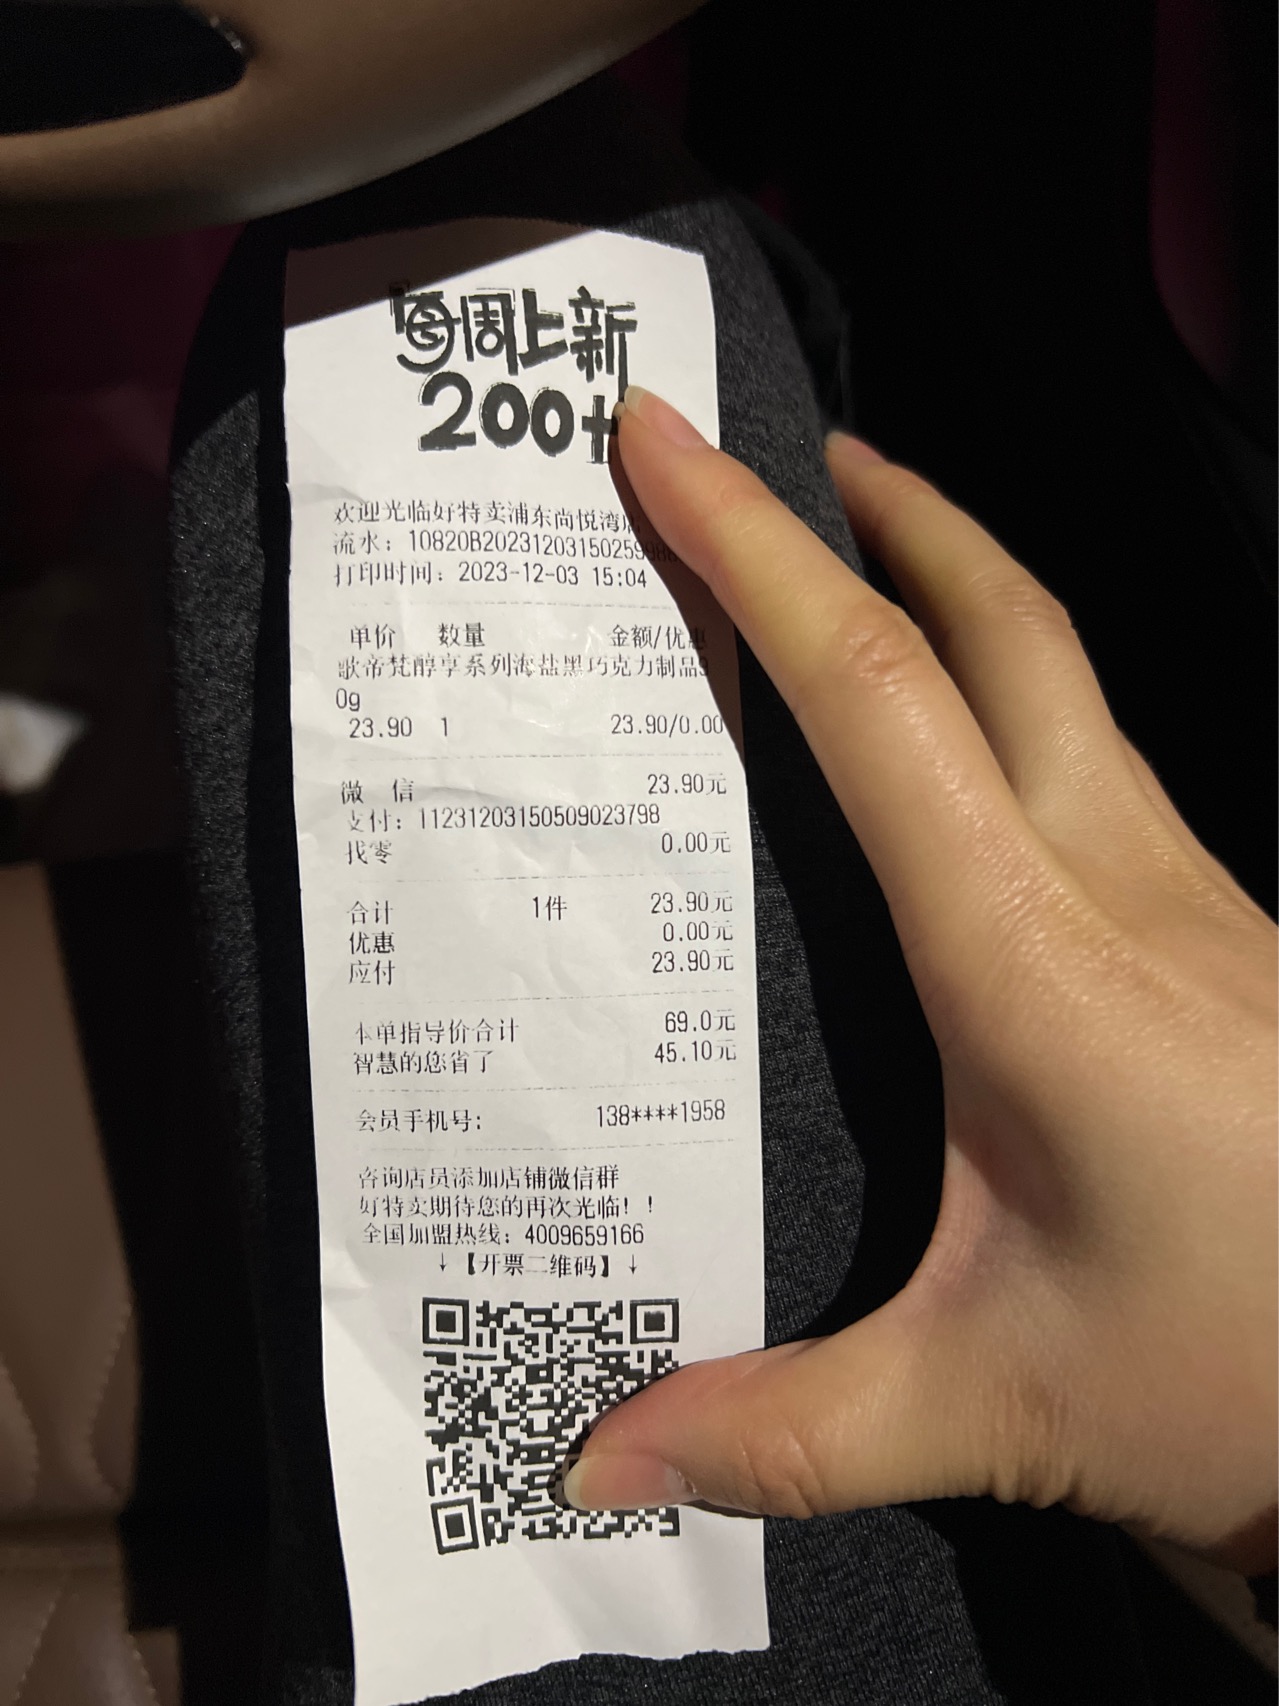 每周上新
200+
欢迎光临好特卖浦东尚悦湾店
流水：10820B20231203150259
打印时间：2023-12-03 15:04
单价 数量 金额/优惠
歌帝梵醇享系列海盐黑巧克力制品9
0g
23.90 1 23.90/0.00
微 信 23.90元
支付：11231203150509023798
找零 0.00元
合计 1件 23.90元
优惠 0.00元
应付 23.90元
本单指导价合计 69.0元
智慧的您省了 45.10元
会员手机号： 138****1958
咨询店员添加店铺微信群
好特卖期待您的再次光临！！
全国加盟热线：4009659166
↓【开票二维码】↓